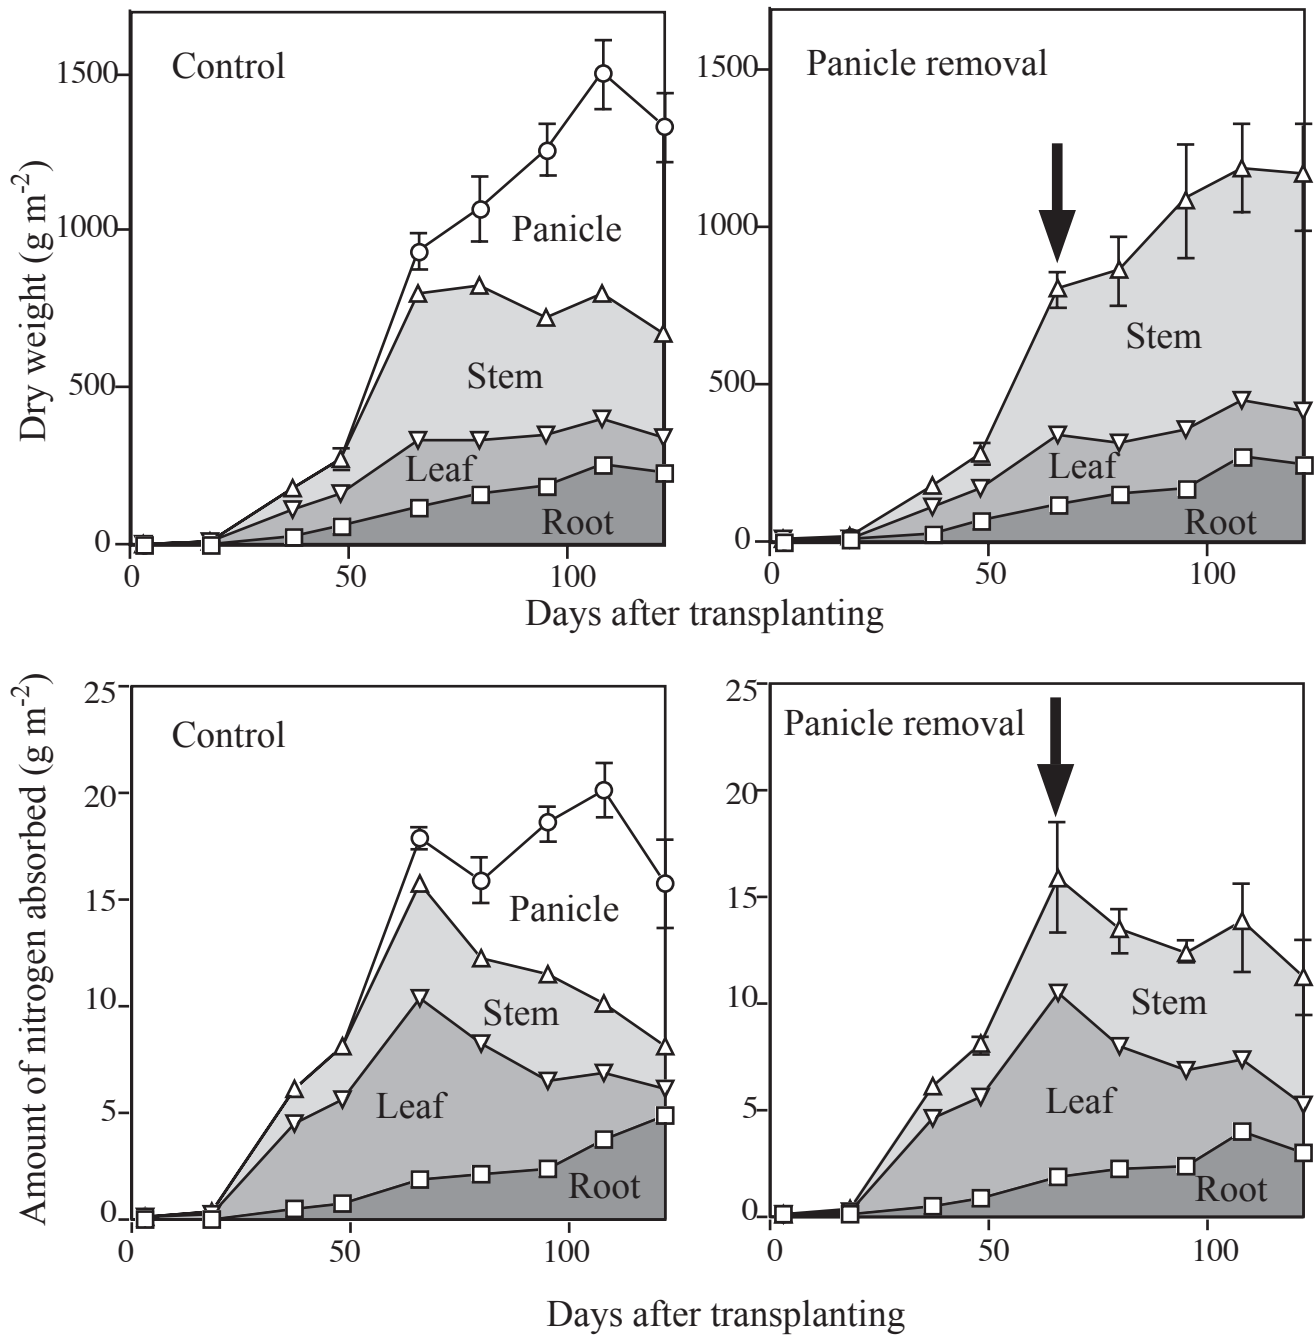 Control
Panicle removal
1500
1000
500
0
Dry weight (g m-2)
Panicle
Stem
Leaf
Root
0
50
100
1500
1000
500
0
Stem
Leaf
Root
0
50
100
Days after transplanting
Control
Panicle removal
25
20
15
10
5
0
Amount of nitrogen absorbed (g m-2)
Panicle
Stem
Leaf
Root
0
50
100
25
20
15
10
5
0
Stem
Leaf
Root
0
50
100
Days after transplanting